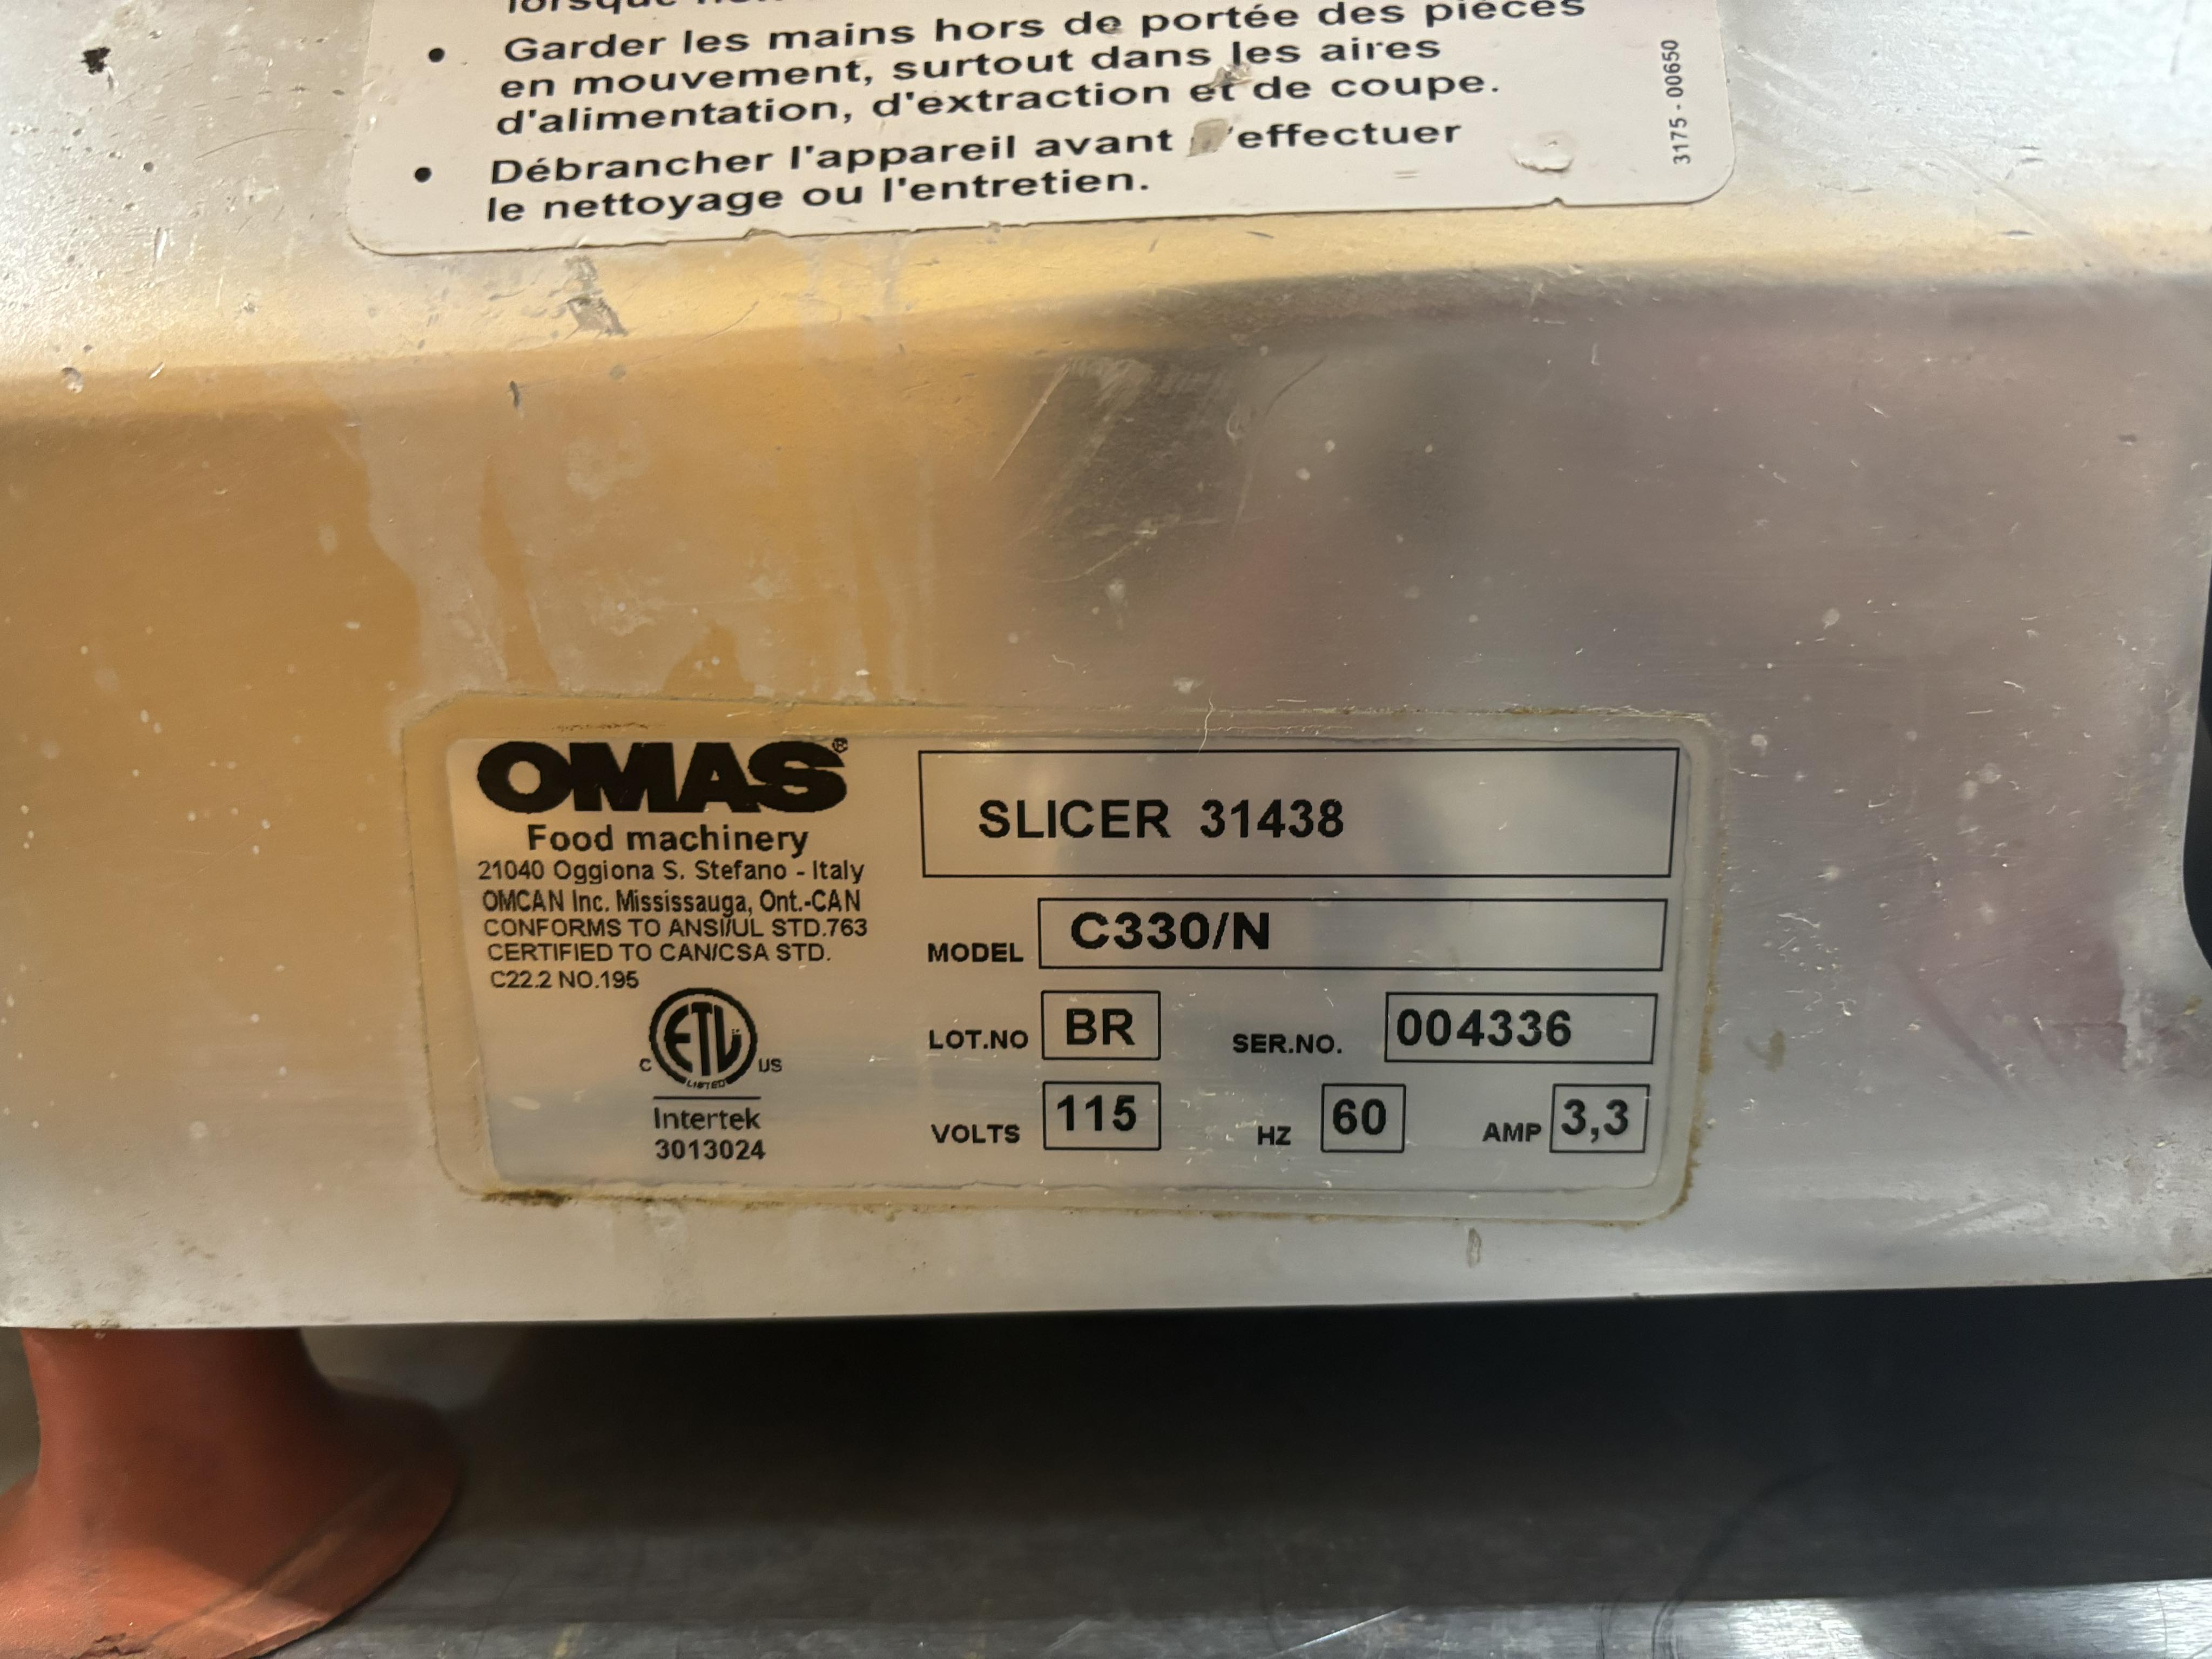 Garder les mains hors de portée des pièces
en mouvement, surtout dans les aires
d'alimentation, d'extraction et de coupe.
Débrancher l'appareil avant effectuer
le nettoyage ou l'entretien.
3175 - 00650
OMAS®
Food machinery
21040 Oggiona S. Stefano - Italy
OMCAN Inc. Mississauga, Ont.-CAN
CONFORMS TO ANSI/UL STD.763
CERTIFIED TO CAN/CSA STD.
C22.2 NO.195
C ETL US
LISTED
Intertek
3013024
SLICER 31438
MODEL C330/N
LOT.NO BR SER.NO. 004336
VOLTS 115 HZ 60 AMP 3,3